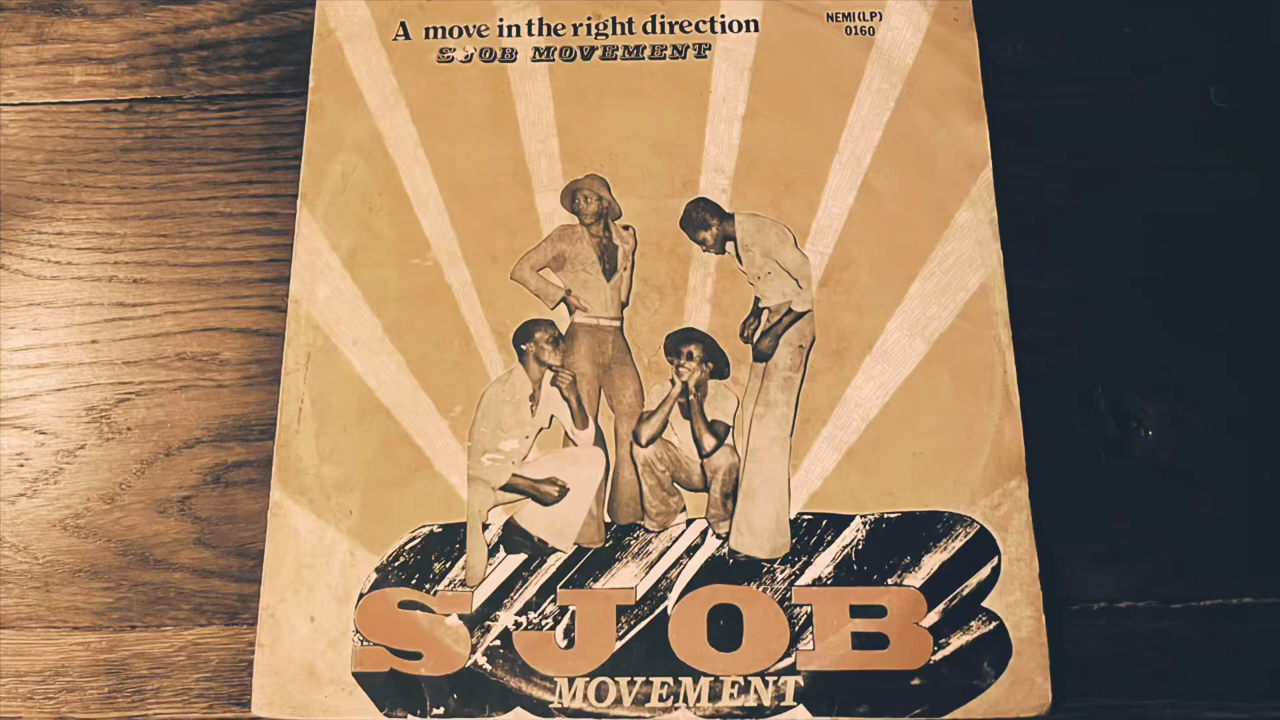 A move in the right direction
SJOB MOVEMENT
NEMI (LP)
0160
SJOB
MOVEMENT